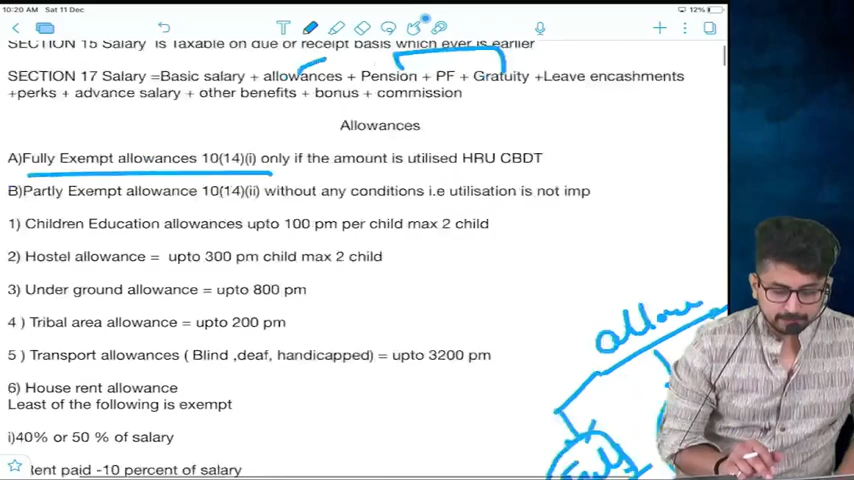 10:20 AM Sat 11 Dec
12%
SECTION 15 Salary is Taxable on due or receipt basis which ever is earlier
SECTION 17 Salary =Basic salary + allowances + Pension + PF + Gratuity +Leave encashments
+perks + advance salary + other benefits + bonus + commission
Allowances
A)Fully Exempt allowances 10(14)(i) only if the amount is utilised HRU CBDT
B)Partly Exempt allowance 10(14)(ii) without any conditions i.e utilisation is not imp
1) Children Education allowances upto 100 pm per child max 2 child
2) Hostel allowance = upto 300 pm child max 2 child
3) Under ground allowance = upto 800 pm
4 ) Tribal area allowance = upto 200 pm
5 ) Transport allowances ( Blind ,deaf, handicapped) = upto 3200 pm
6) House rent allowance
Least of the following is exempt
i)40% or 50 % of salary
Rent paid -10 percent of salary